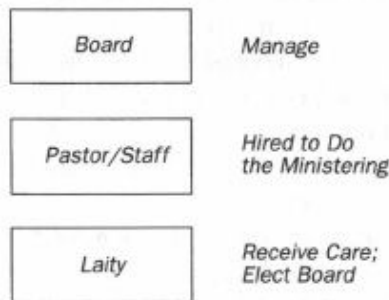 Board
Manage
Pastor/Staff
Hired to Do
the Ministering
Laity
Receive Care;
Elect Board